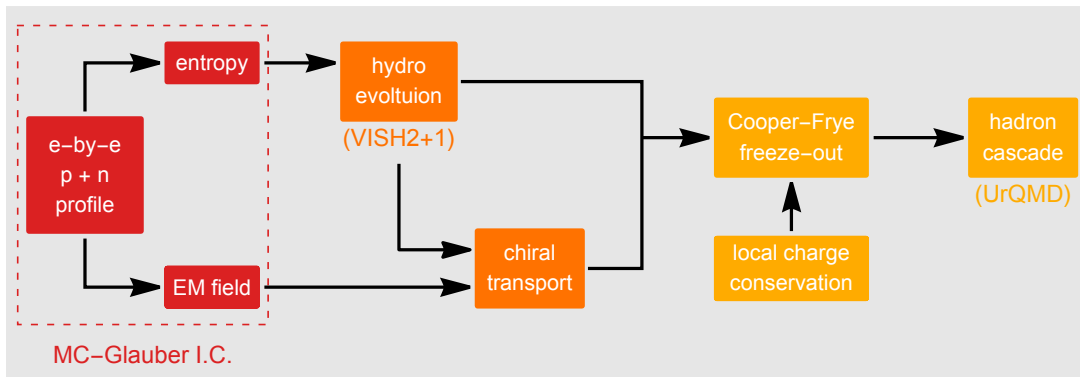 entropy
hydro
evoltuion
(VISH2+1)
e−by−e
p + n
profile
Cooper−Frye
freeze−out
hadron
cascade
(UrQMD)
chiral
transport
local charge
conservation
EM field
MC−Glauber I.C.